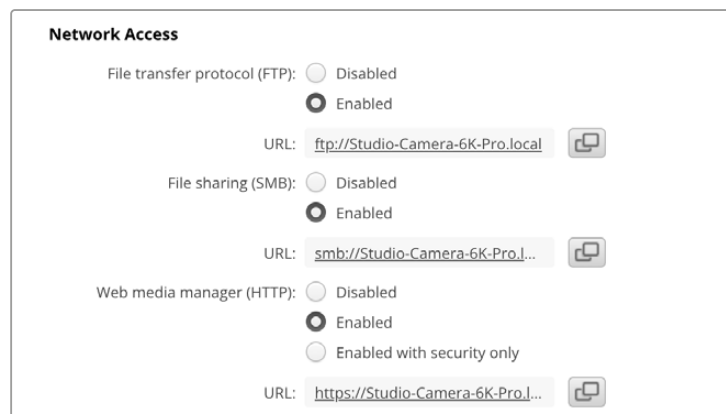 Network Access
File transfer protocol (FTP): Disabled
Enabled
URL: ftp://Studio-Camera-6K-Pro.local
File sharing (SMB): Disabled
Enabled
URL: smb://Studio-Camera-6K-Pro.l...
Web media manager (HTTP): Disabled
Enabled
Enabled with security only
URL: https://Studio-Camera-6K-Pro.l...